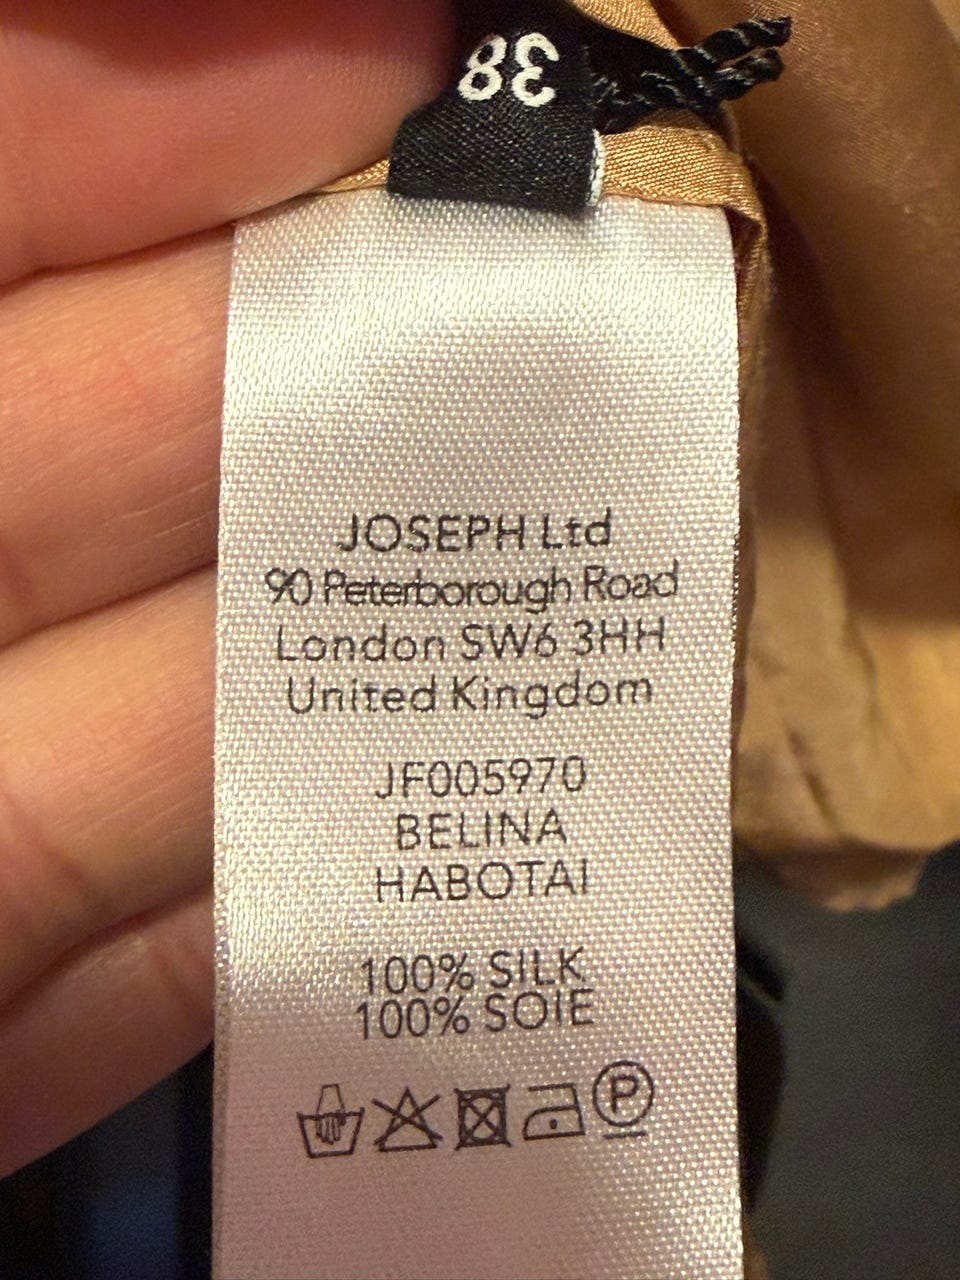 38
JOSEPH Ltd
90 Peterborough Road
London SW6 3HH
United Kingdom
JF005970
BELINA
HABOTAI
100% SILK
100% SOIE
P